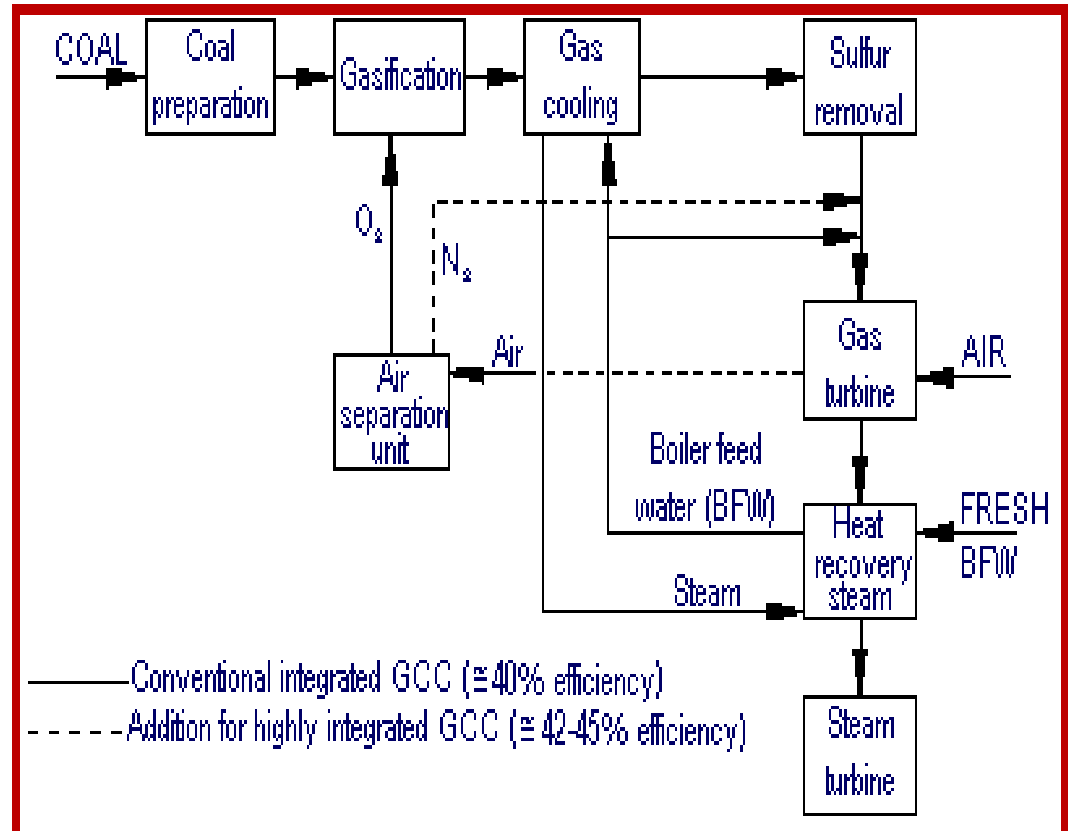 COAL
Coal
preparation
Gasification
Gas
cooling
Sulfur
removal
O₂
N₂
Air
Air
separation
unit
Gas
turbine
AIR
Boiler feed
water (BFW)
Heat
recovery
steam
FRESH
BFW
Steam
Conventional integrated GCC (≅40% efficiency)
Addition for highly integrated GCC (≅42-45% efficiency)
Steam
turbine